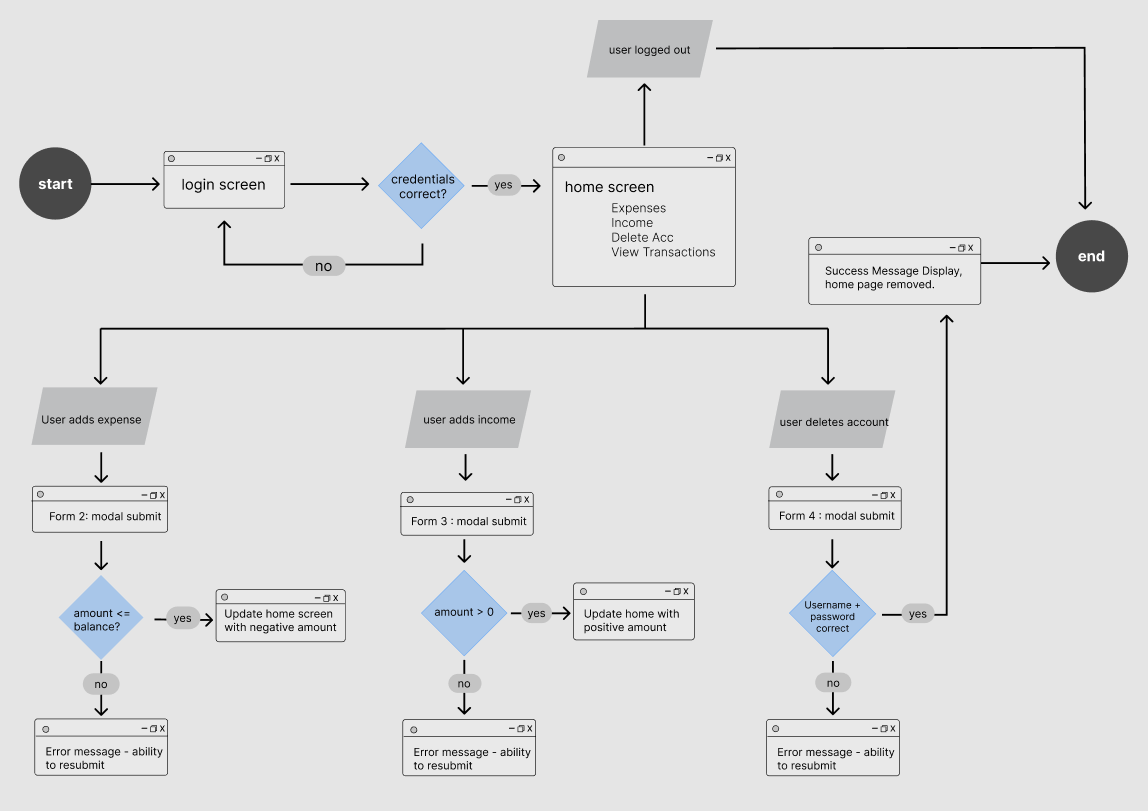 user logged out
start
login screen
credentials
correct?
yes
no
home screen
Expenses
Income
Delete Acc
View Transactions
Success Message Display,
home page removed.
end
User adds expense
user adds income
user deletes account
Form 2: modal submit
Form 3 : modal submit
Form 4 : modal submit
amount <=
balance?
yes
Update home screen
with negative amount
amount > 0
yes
Update home with
positive amount
Username +
password
correct
yes
no
no
no
Error message - ability
to resubmit
Error message - ability
to resubmit
Error message - ability
to resubmit